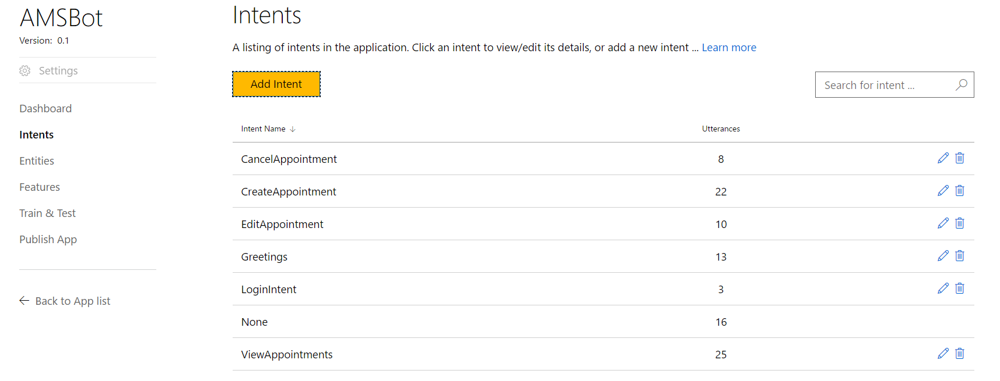 AMSBot
Version: 0.1
Settings
Dashboard
Intents
Entities
Features
Train & Test
Publish App
Back to App list
Intents
A listing of intents in the application. Click an intent to view/edit its details, or add a new intent ... Learn more
Add Intent
Search for intent ...
Intent Name Utterances
CancelAppointment 8
CreateAppointment 22
EditAppointment 10
Greetings 13
LoginIntent 3
None 16
ViewAppointments 25